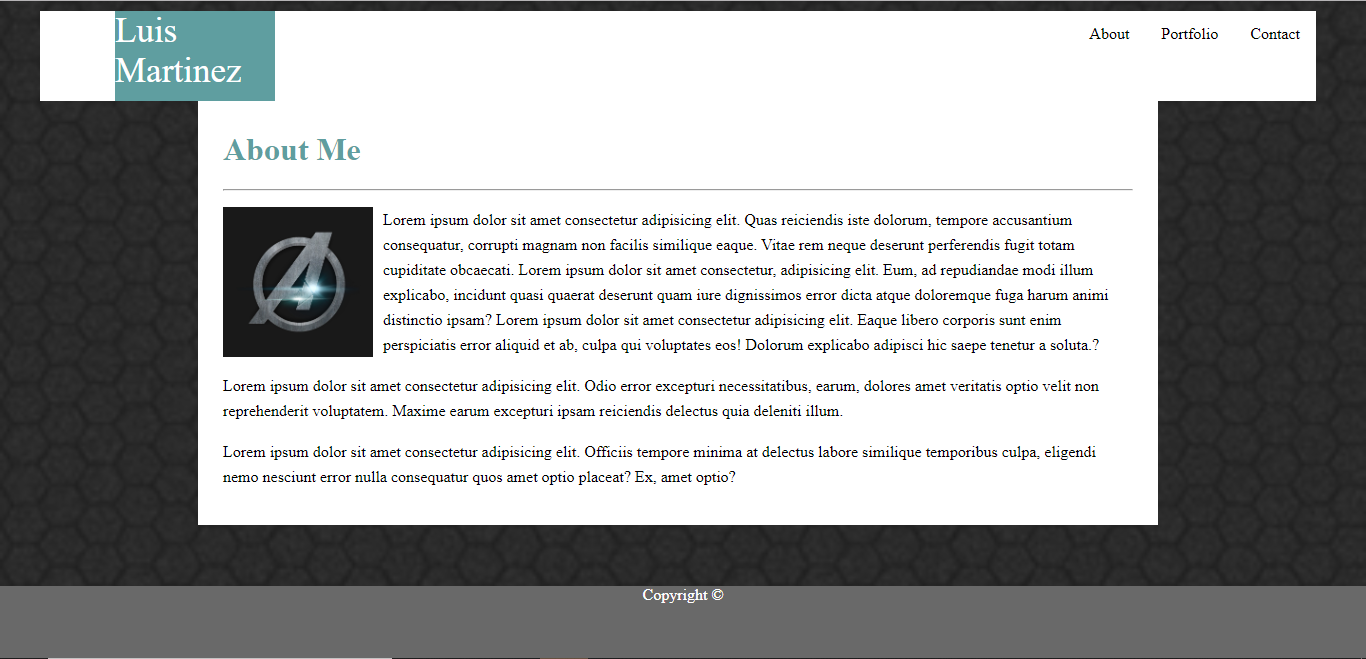 Luis
Martinez
About Portfolio Contact
About Me
Lorem ipsum dolor sit amet consectetur adipisicing elit. Quas reiciendis iste dolorum, tempore accusantium
consequatur, corrupti magnam non facilis similique eaque. Vitae rem neque deserunt perferendis fugit totam
cupiditate obcaecati. Lorem ipsum dolor sit amet consectetur, adipisicing elit. Eum, ad repudiandae modi illum
explicabo, incidunt quasi quaerat deserunt quam iure dignissimos error dicta atque doloremque fuga harum animi
distinctio ipsam? Lorem ipsum dolor sit amet consectetur adipisicing elit. Eaque libero corporis sunt enim
perspiciatis error aliquid et ab, culpa qui voluptates eos! Dolorum explicabo adipisci hic saepe tenetur a soluta.?
Lorem ipsum dolor sit amet consectetur adipisicing elit. Odio error excepturi necessitatibus, earum, dolores amet veritatis optio velit non
reprehenderit voluptatem. Maxime earum excepturi ipsam reiciendis delectus quia deleniti illum.
Lorem ipsum dolor sit amet consectetur adipisicing elit. Officiis tempore minima at delectus labore similique temporibus culpa, eligendi
nemo nesciunt error nulla consequatur quos amet optio placeat? Ex, amet optio?
Copyright ©